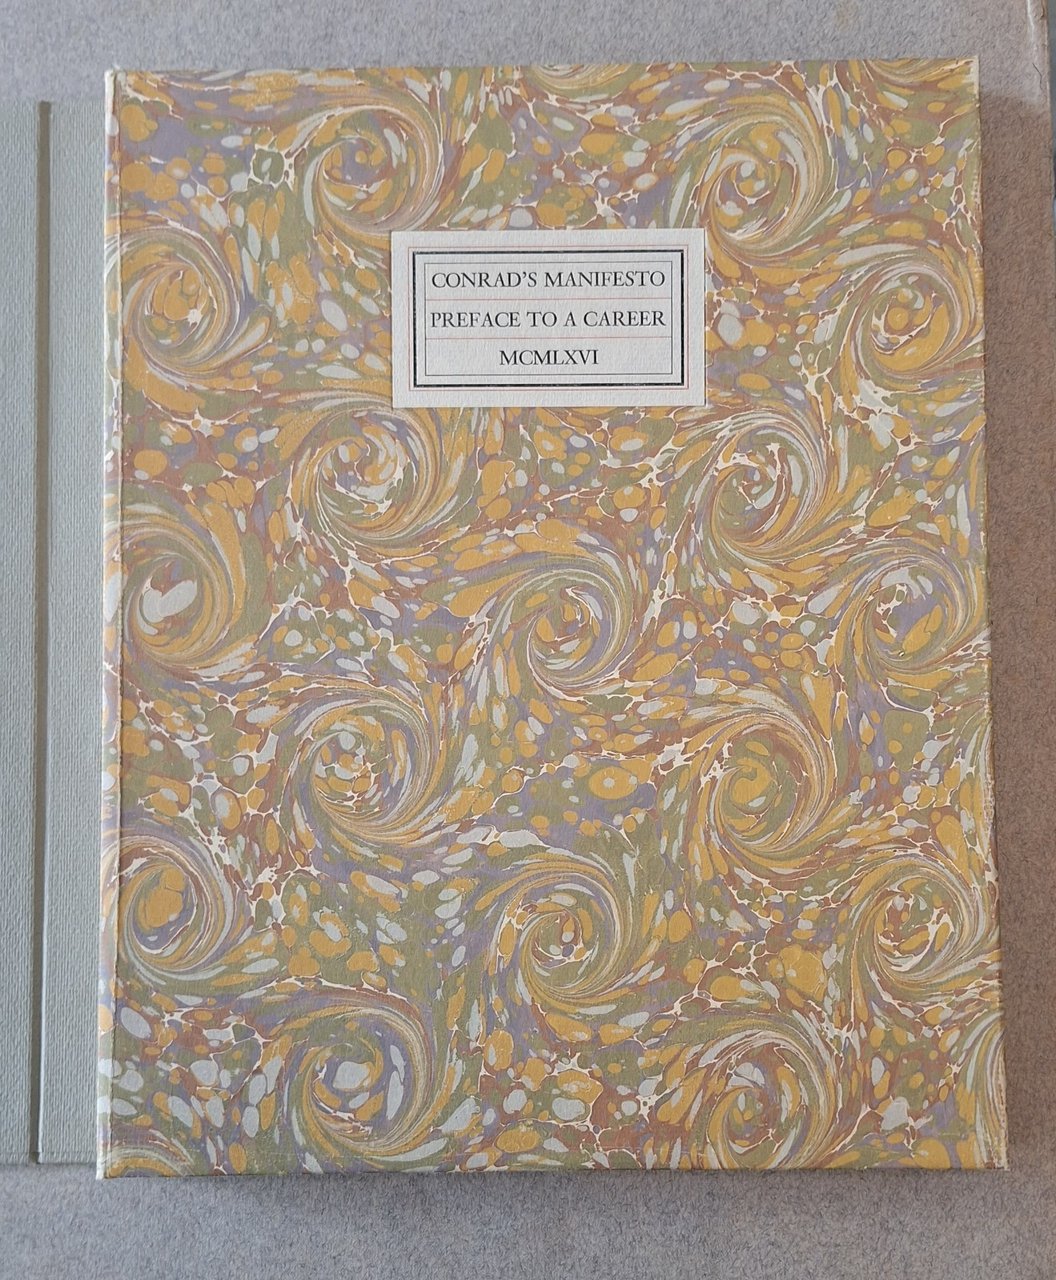 CONRAD'S MANIFESTO
PREFACE TO A CAREER
MCMLXVI